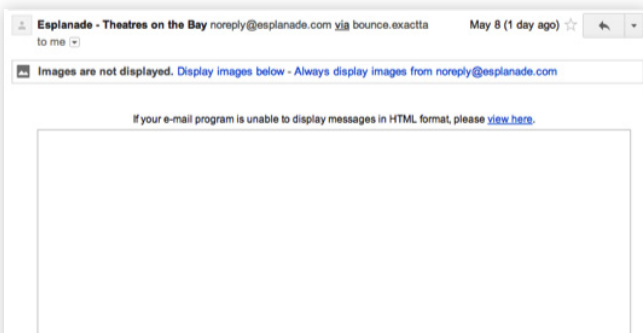 Esplanade - Theatres on the Bay noreply@esplanade.com via bounce.exactta May 8 (1 day ago)
to me
Images are not displayed. Display images below - Always display images from noreply@esplanade.com
If your e-mail program is unable to display messages in HTML format, please view here.